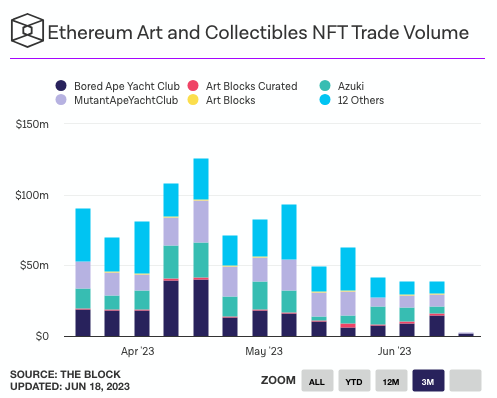 Ethereum Art and Collectibles NFT Trade Volume
Bored Ape Yacht Club Art Blocks Curated Azuki
MutantApeYachtClub Art Blocks 12 Others
$150m
$100m
$50m
$0
Apr '23 May '23 Jun '23
SOURCE: THE BLOCK
UPDATED: JUN 18, 2023
ZOOM ALL YTD 12M 3M